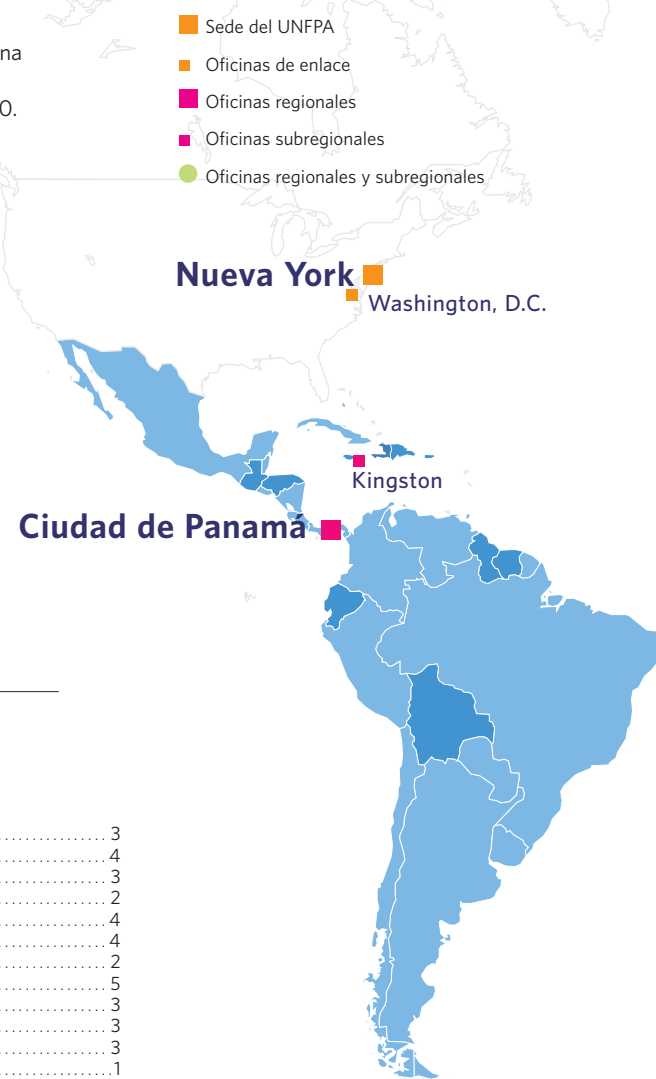 na
0.
Sede del UNFPA
Oficinas de enlace
Oficinas regionales
Oficinas subregionales
Oficinas regionales y subregionales
Nueva York
Washington, D.C.
Kingston
Ciudad de Panamá
3
4
3
2
4
4
2
5
3
3
3
1